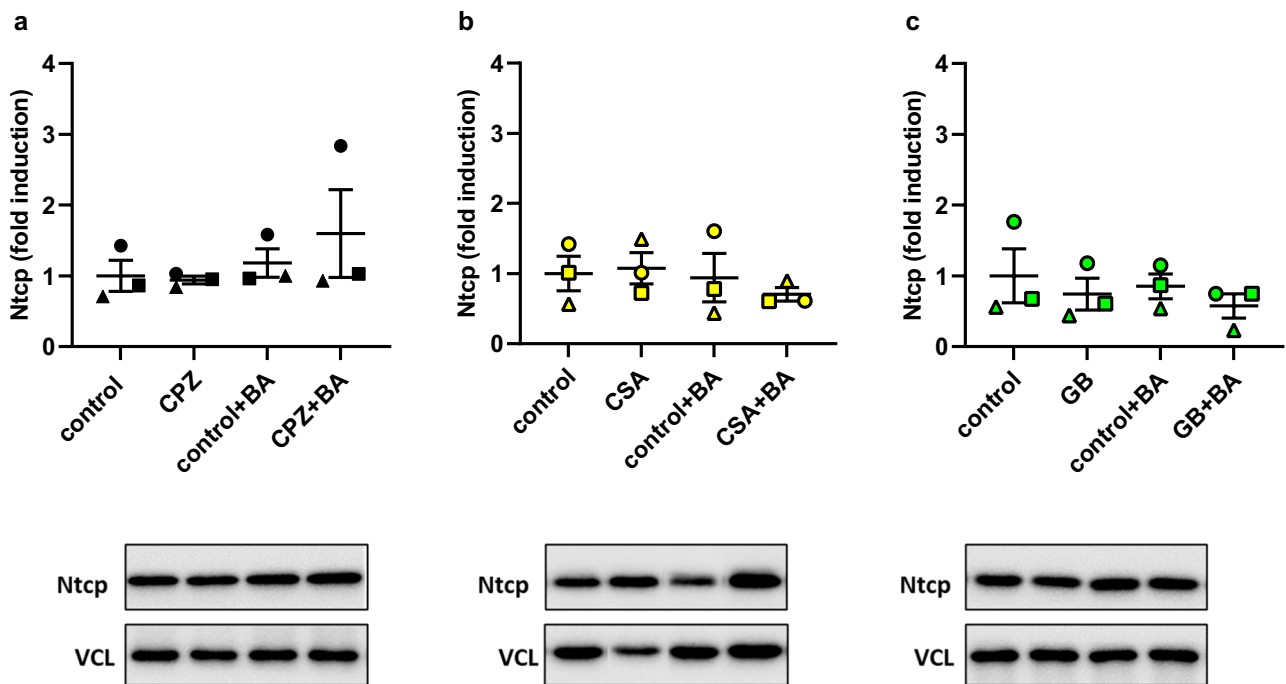 a
Ntcp (fold induction)
4
3
2
1
0
control
CPZ
control+BA
CPZ+BA
Ntcp
VCL
b
Ntcp (fold induction)
4
3
2
1
0
control
CSA
control+BA
CSA+BA
Ntcp
VCL
c
Ntcp (fold induction)
4
3
2
1
0
control
GB
control+BA
GB+BA
Ntcp
VCL